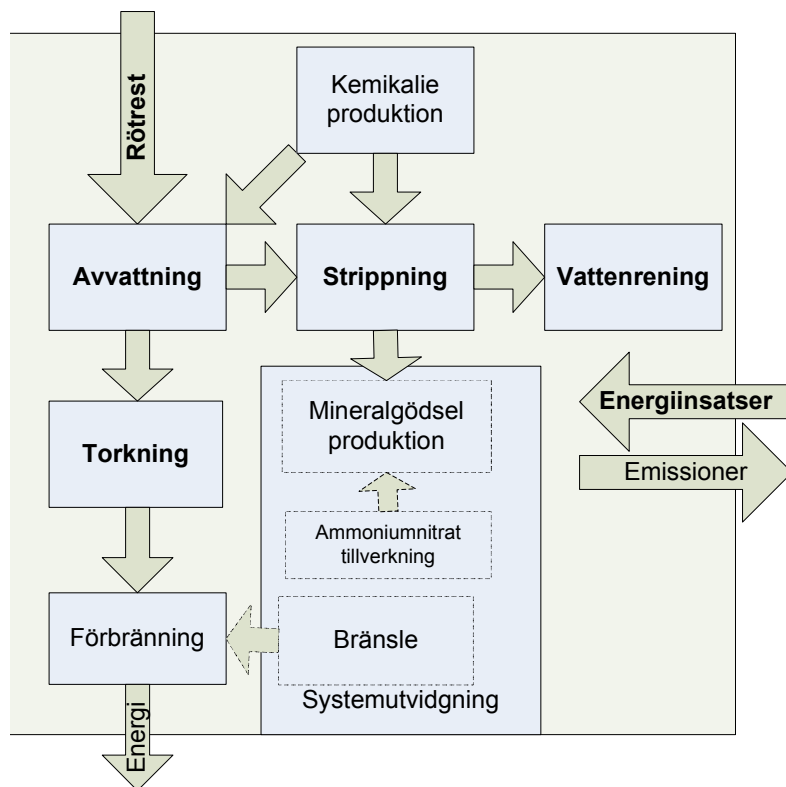 Rötrest
Kemikalie
produktion
Avvattning
Strippning
Vattenrening
Torkning
Mineralgödsel
produktion
Energiinsatser
Emissioner
Ammoniumnitrat
tillverkning
Förbränning
Bränsle
Systemutvidgning
Energi